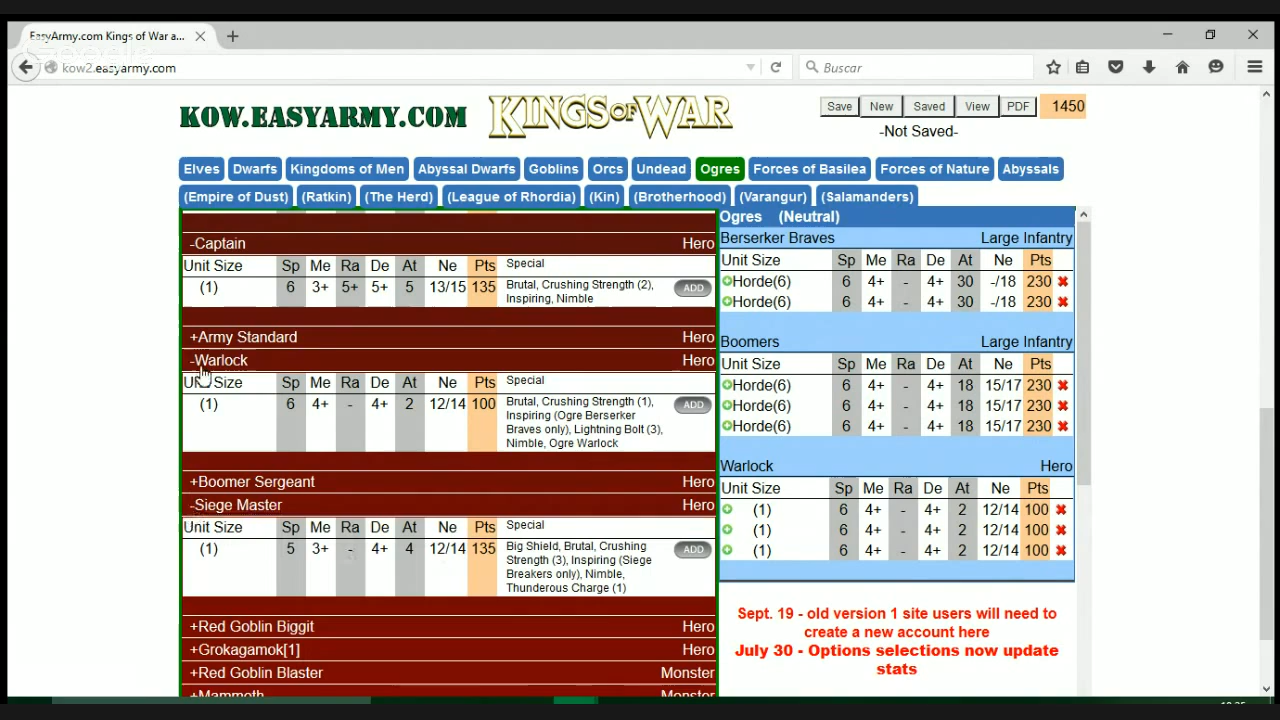 EasyArmy.com Kings of War a...
kow2.easyarmy.com
Buscar
KOW.EASYARMY.COM
KINGS OF WAR
Save New Saved View PDF 1450
-Not Saved-
Elves Dwarfs Kingdoms of Men Abyssal Dwarfs Goblins Orcs Undead Ogres Forces of Basilea Forces of Nature Abyssals
(Empire of Dust) (Ratkin) (The Herd) (League of Rhordia) (Kin) (Brotherhood) (Varangur) (Salamanders)
-Captain Hero
Unit Size Sp Me Ra De At Ne Pts Special
(1) 6 3+ 5+ 5+ 5 13/15 135 Brutal, Crushing Strength (2), ADD
Inspiring, Nimble
+Army Standard Hero
-Warlock Hero
Unit Size Sp Me Ra De At Ne Pts Special
(1) 6 4+ - 4+ 2 12/14 100 Brutal, Crushing Strength (1), ADD
Inspiring (Ogre Berserker
Braves only), Lightning Bolt (3),
Nimble, Ogre Warlock
+Boomer Sergeant Hero
-Siege Master Hero
Unit Size Sp Me Ra De At Ne Pts Special
(1) 5 3+ - 4+ 4 12/14 135 Big Shield, Brutal, Crushing ADD
Strength (3), Inspiring (Siege
Breakers only), Nimble,
Thunderous Charge (1)
+Red Goblin Biggit Hero
+Grokagamok[1] Hero
+Red Goblin Blaster Monster
+Mammoth Monster
Ogres (Neutral)
Berserker Braves Large Infantry
Unit Size Sp Me Ra De At Ne Pts
Horde(6) 6 4+ - 4+ 30 -/18 230
Horde(6) 6 4+ - 4+ 30 -/18 230
Boomers Large Infantry
Unit Size Sp Me Ra De At Ne Pts
Horde(6) 6 4+ - 4+ 18 15/17 230
Horde(6) 6 4+ - 4+ 18 15/17 230
Horde(6) 6 4+ - 4+ 18 15/17 230
Warlock Hero
Unit Size Sp Me Ra De At Ne Pts
(1) 6 4+ - 4+ 2 12/14 100
(1) 6 4+ - 4+ 2 12/14 100
(1) 6 4+ - 4+ 2 12/14 100
Sept. 19 - old version 1 site users will need to
create a new account here
July 30 - Options selections now update
stats